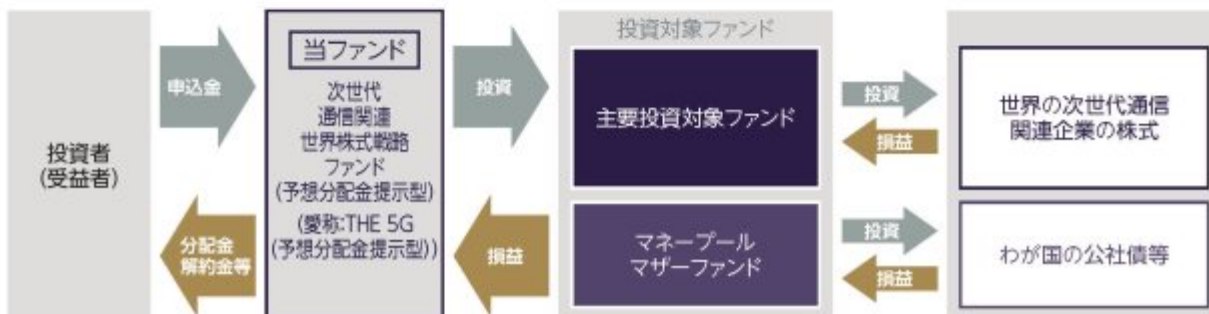 投資者
(受益者)
申込金
分配金
解約金等
当ファンド
次世代
通信関連
世界株式戦略
ファンド
(予想分配金提示型)
(愛称:THE 5G
(予想分配金提示型))
投資
損益
投資対象ファンド
主要投資対象ファンド
マネープール
マザーファンド
投資
損益
投資
損益
世界の次世代通信
関連企業の株式
わが国の公社債等